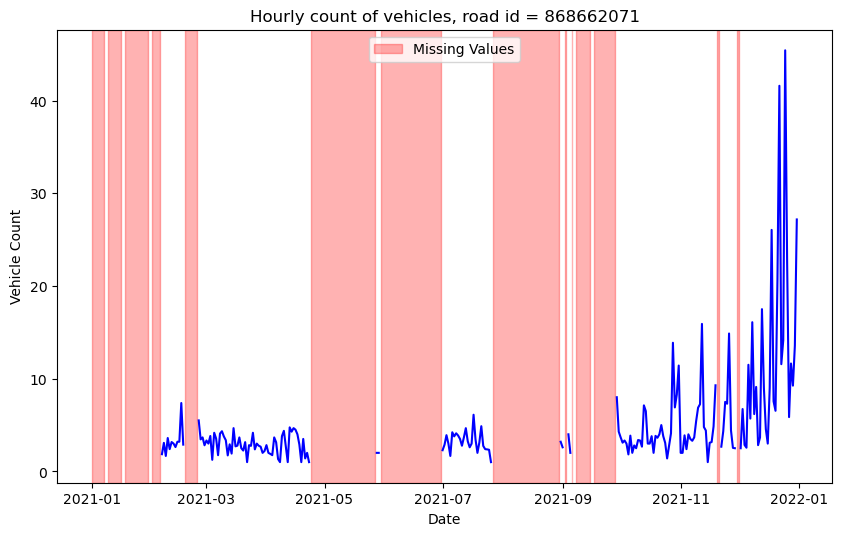 Hourly count of vehicles, road id = 868662071
Missing Values
Vehicle Count
40
30
20
10
0
2021-01 2021-03 2021-05 2021-07 2021-09 2021-11 2022-01
Date